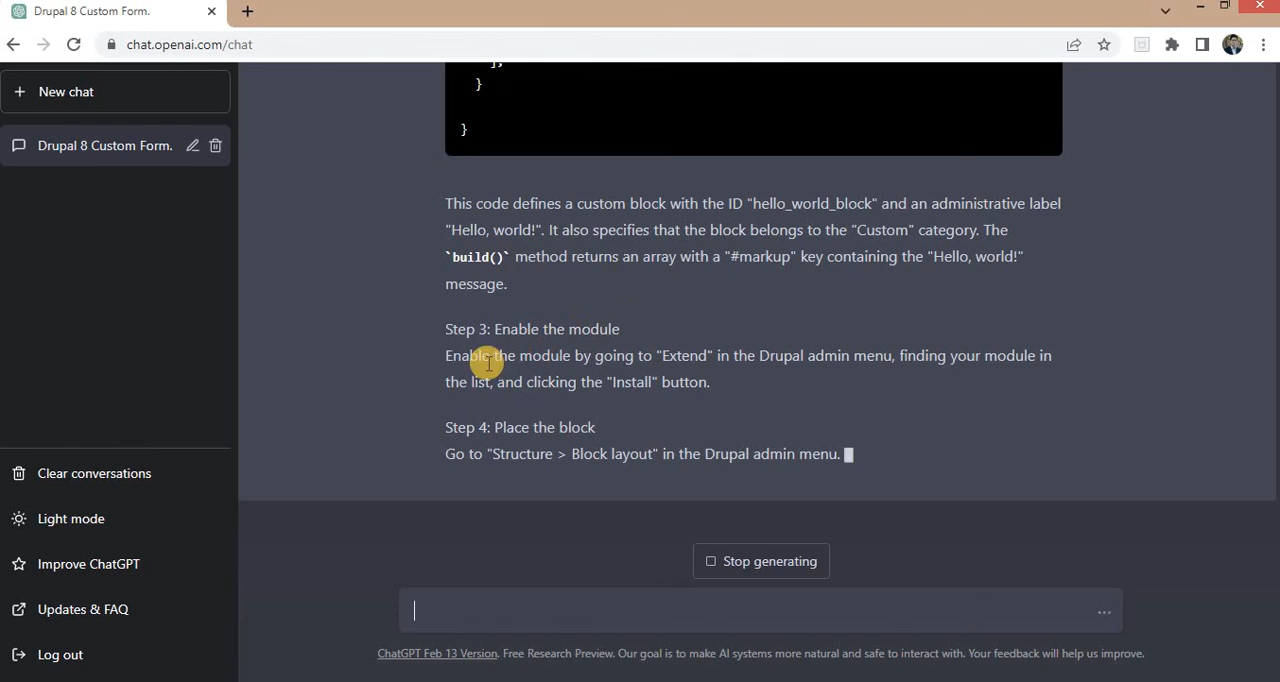 Drupal 8 Custom Form.
chat.openai.com/chat
New chat
Drupal 8 Custom Form.
],
}
}
This code defines a custom block with the ID "hello_world_block" and an administrative label
"Hello, world!". It also specifies that the block belongs to the "Custom" category. The
`build()` method returns an array with a "#markup" key containing the "Hello, world!"
message.
Step 3: Enable the module
Enable the module by going to "Extend" in the Drupal admin menu, finding your module in
the list, and clicking the "Install" button.
Step 4: Place the block
Go to "Structure > Block layout" in the Drupal admin menu.
Clear conversations
Light mode
Improve ChatGPT
Updates & FAQ
Log out
Stop generating
ChatGPT Feb 13 Version. Free Research Preview. Our goal is to make AI systems more natural and safe to interact with. Your feedback will help us improve.